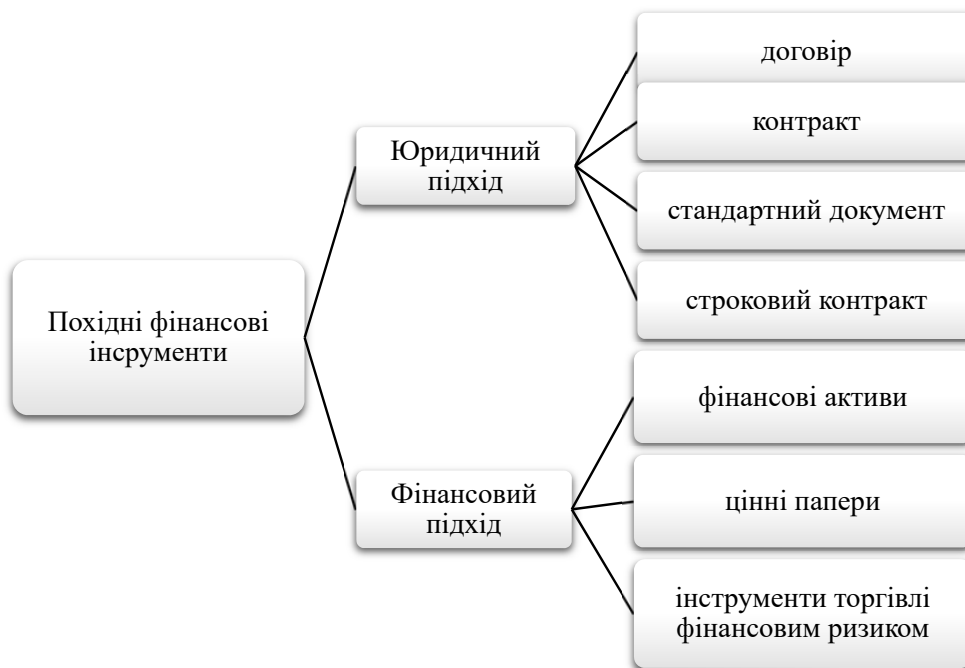 Похідні фінансові
інсрументи
Юридичний
підхід
договір
контракт
стандартний документ
строковий контракт
Фінансовий
підхід
фінансові активи
цінні папери
інструменти торгівлі
фінансовим ризиком